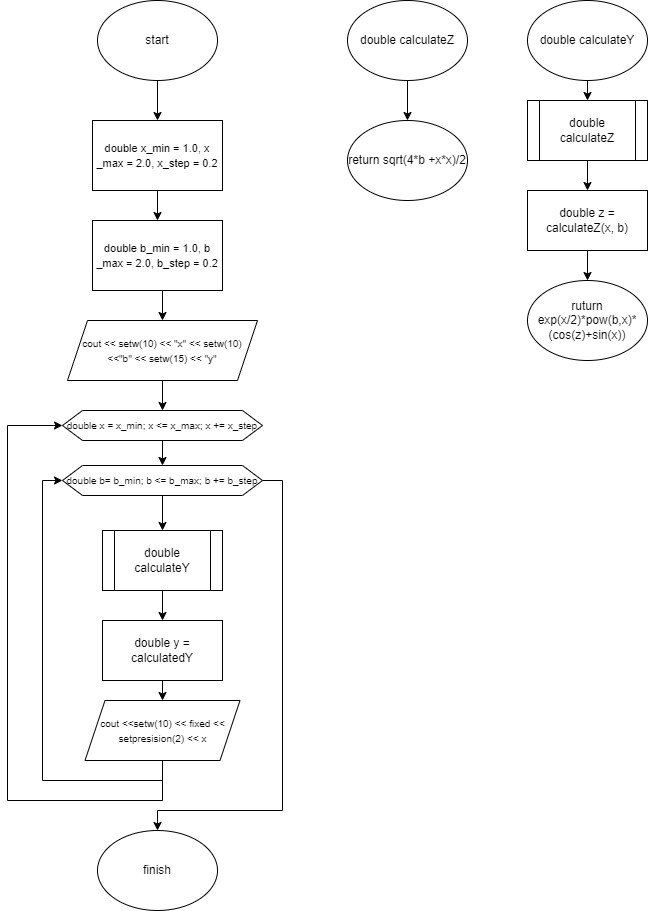 start
double x_min = 1.0, x
_max = 2.0, x_step = 0.2
double b_min = 1.0, b
_max = 2.0, b_step = 0.2
cout << setw(10) << "x" << setw(10)
<<"b" << setw(15) << "y"
double x = x_min; x <= x_max; x += x_step
double b= b_min; b <= b_max; b += b_step
double
calculateY
double y =
calculatedY
cout <<setw(10) << fixed <<
setpresision(2) << x
finish
double calculateZ
return sqrt(4*b +x*x)/2
double calculateY
double
calculateZ
double z =
calculateZ(x, b)
ruturn
exp(x/2)*pow(b,x)*
(cos(z)+sin(x))